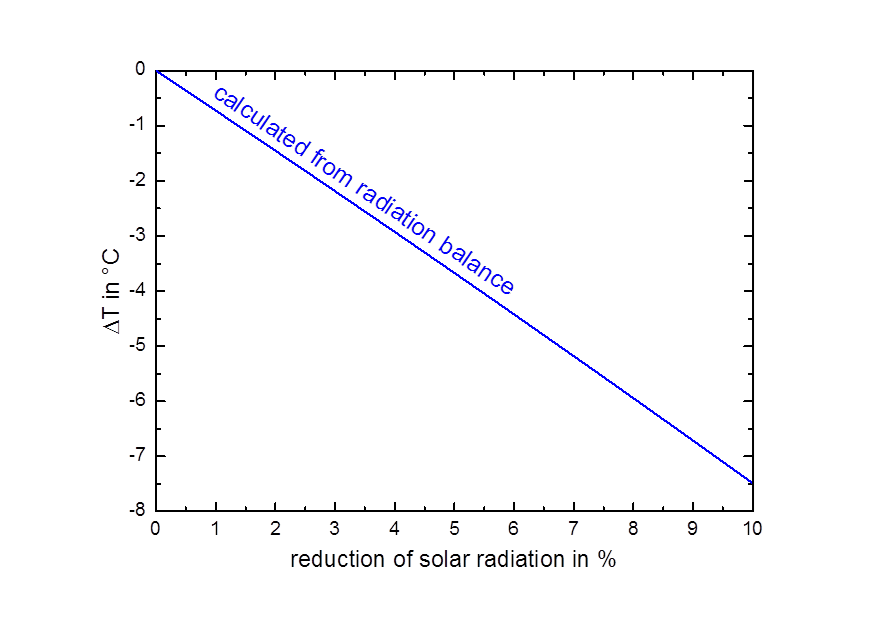 0
-1
-2
-3
-4
-5
-6
-7
-8
ΔT in °C
calculated from radiation balance
0 1 2 3 4 5 6 7 8 9 10
reduction of solar radiation in %